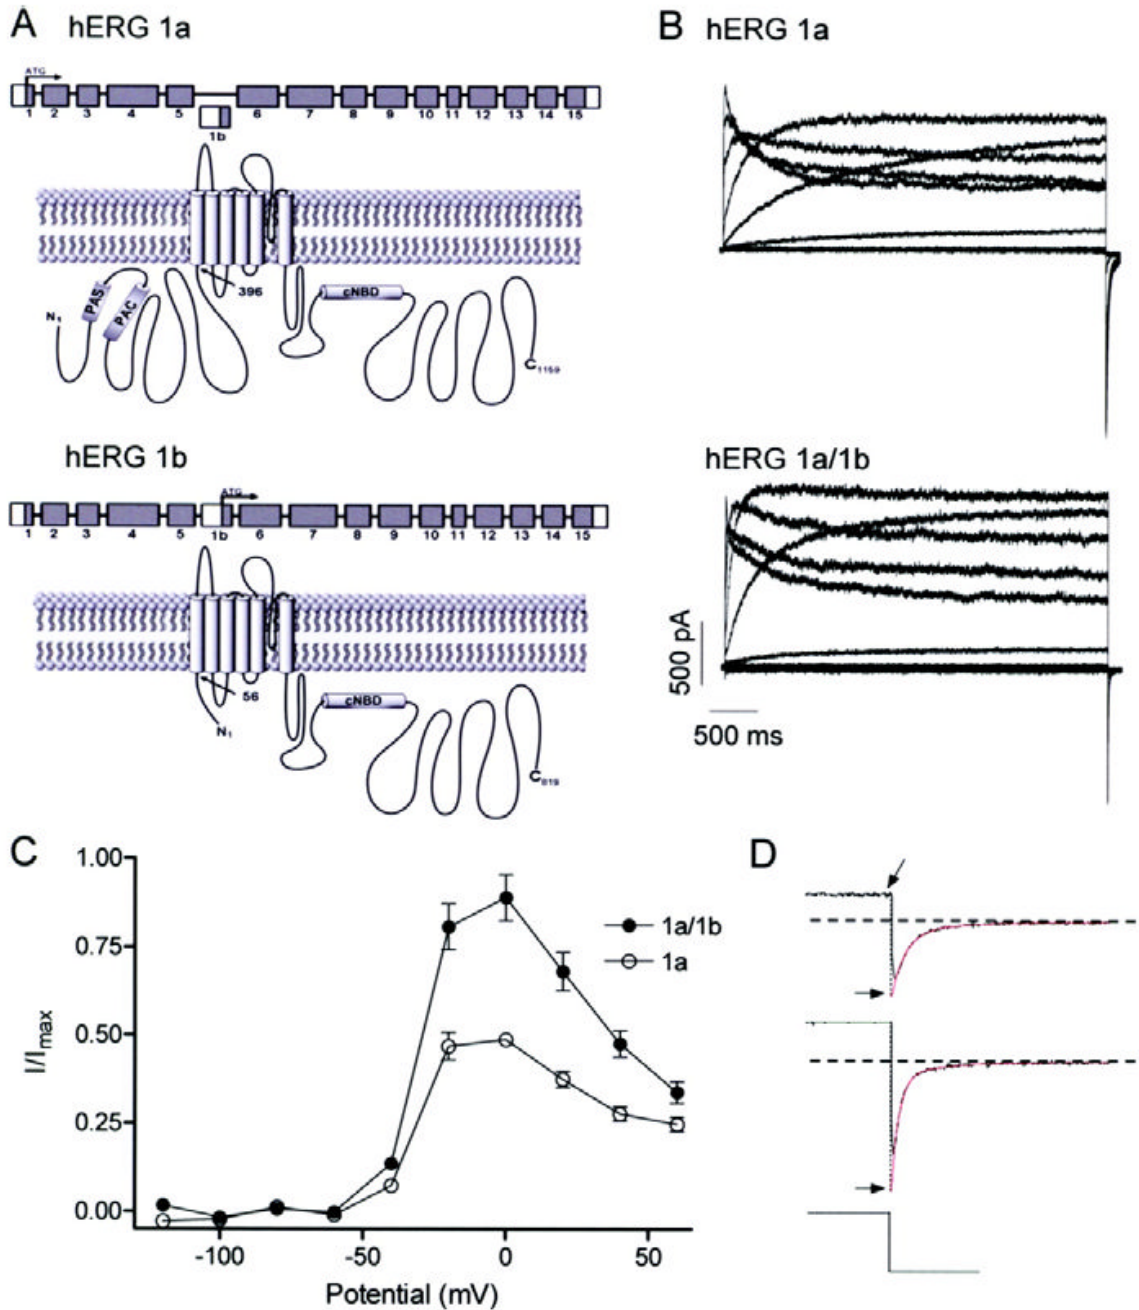 A hERG 1a
ATG
1 2 3 4 5 6 7 8 9 10 11 12 13 14 15
1b
396
PAS
PAC
N1
cNBD
C1159
hERG 1b
ATG
1 2 3 4 5 1b 6 7 8 9 10 11 12 13 14 15
56
N1
cNBD
C819
B hERG 1a
hERG 1a/1b
500 pA
500 ms
C
1.00
0.75
0.50
0.25
0.00
I/Imax
-100 -50 0 50
Potential (mV)
1a/1b
1a
D